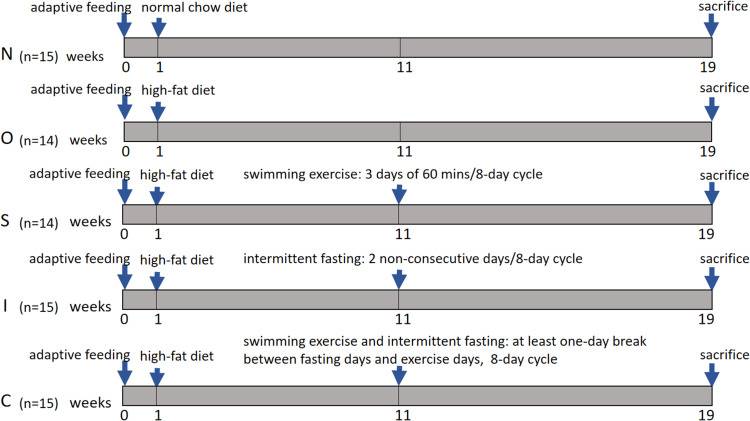 adaptive feeding normal chow diet sacrifice
N (n=15) weeks
0 1 11 19
adaptive feeding high-fat diet sacrifice
O (n=14) weeks
0 1 11 19
adaptive feeding high-fat diet swimming exercise: 3 days of 60 mins/8-day cycle sacrifice
S (n=14) weeks
0 1 11 19
adaptive feeding high-fat diet intermittent fasting: 2 non-consecutive days/8-day cycle sacrifice
I (n=15) weeks
0 1 11 19
swimming exercise and intermittent fasting: at least one-day break
adaptive feeding high-fat diet between fasting days and exercise days, 8-day cycle sacrifice
C (n=15) weeks
0 1 11 19